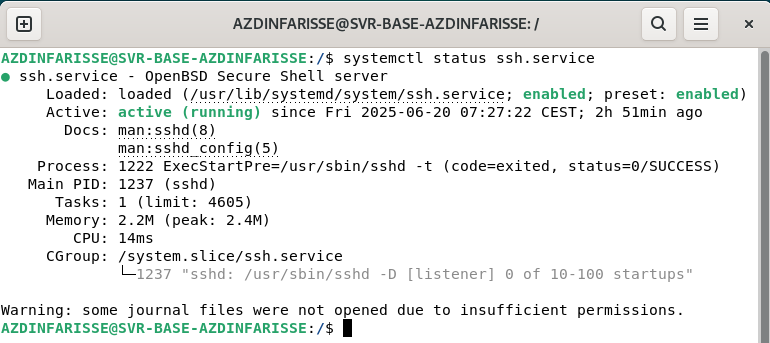 AZDINFARISSE@SVR-BASE-AZDINFARISSE: /
AZDINFARISSE@SVR-BASE-AZDINFARISSE:/$ systemctl status ssh.service
● ssh.service - OpenBSD Secure Shell server
     Loaded: loaded (/usr/lib/systemd/system/ssh.service; enabled; preset: enabled)
     Active: active (running) since Fri 2025-06-20 07:27:22 CEST; 2h 51min ago
       Docs: man:sshd(8)
             man:sshd_config(5)
    Process: 1222 ExecStartPre=/usr/sbin/sshd -t (code=exited, status=0/SUCCESS)
   Main PID: 1237 (sshd)
      Tasks: 1 (limit: 4605)
     Memory: 2.2M (peak: 2.4M)
        CPU: 14ms
     CGroup: /system.slice/ssh.service
             └─1237 "sshd: /usr/sbin/sshd -D [listener] 0 of 10-100 startups"
Warning: some journal files were not opened due to insufficient permissions.
AZDINFARISSE@SVR-BASE-AZDINFARISSE:/$